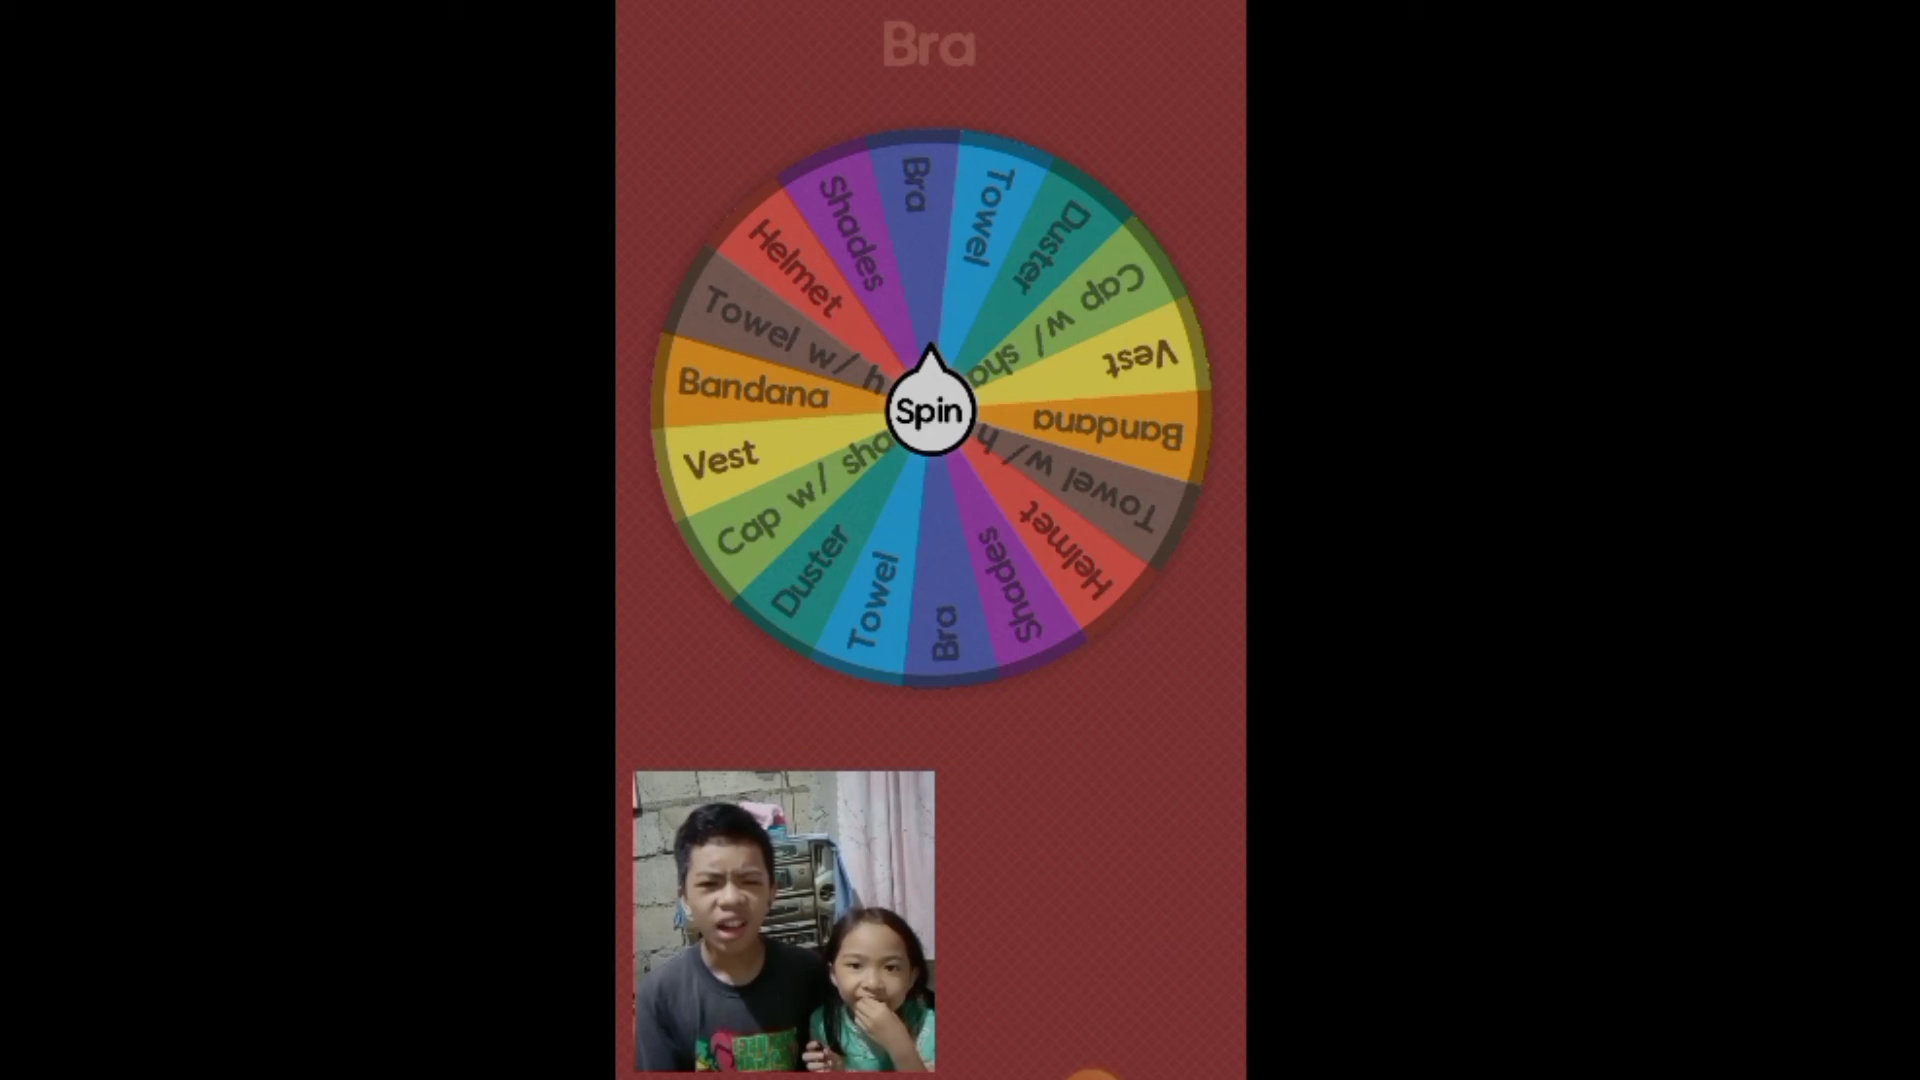 Bra
Bra
Towel
Duster
Cap w/ sha
Vest
Bandana
Towel w/ h
Helmet
Shades
Bra
Towel
Duster
Cap w/ sha
Vest
Bandana
Towel w/ h
Helmet
Shades
Spin